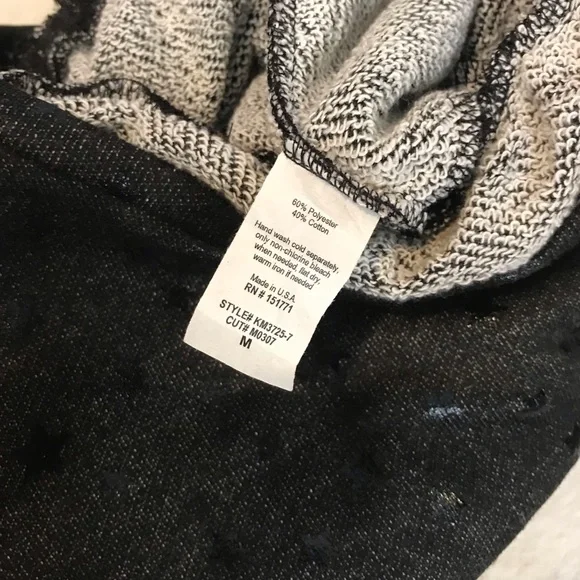 60% Polyester
40% Cotton
Hand wash cold separately,
only non-chlorine bleach
when needed, flat dry,
warm iron if needed
Made in U.S.A
RN # 151771
STYLE# KM3725-7
CUT# M0307
M